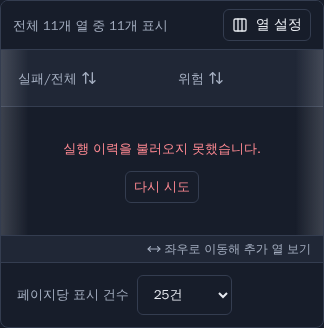 전체 11개 열 중 11개 표시
열 설정
실패/전체 위험
실행 이력을 불러오지 못했습니다.
다시 시도
좌우로 이동해 추가 열 보기
페이지당 표시 건수 25건